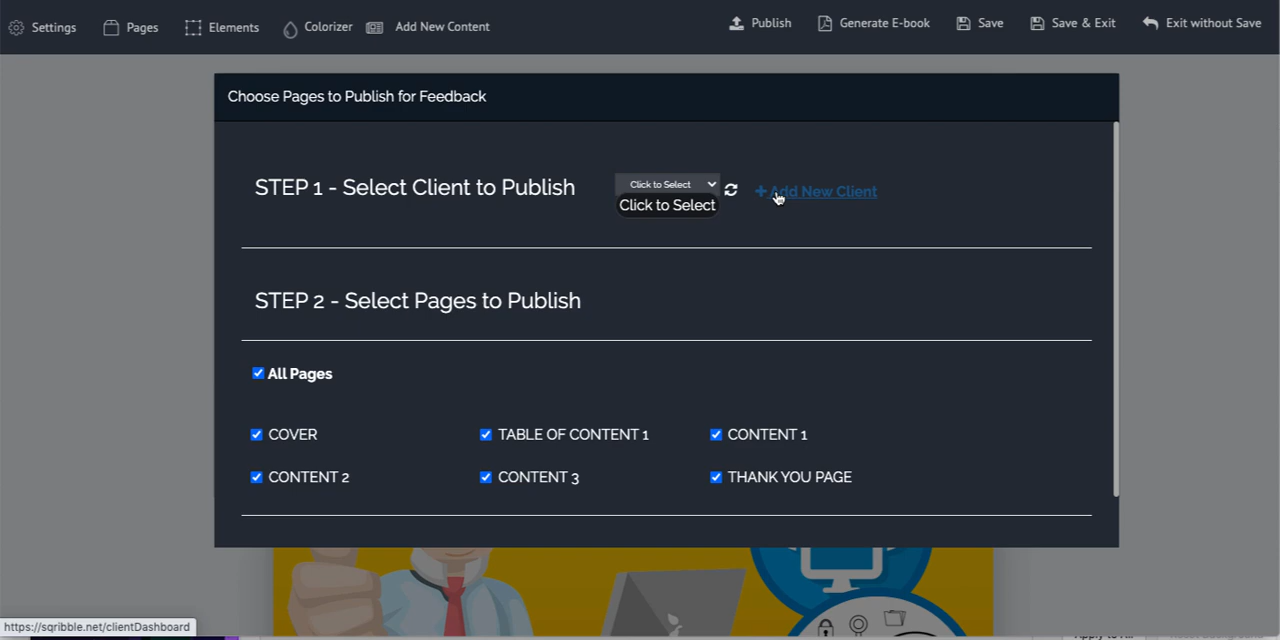 Settings Pages Elements Colorizer Add New Content Publish Generate E-book Save Save & Exit Exit without Save
Choose Pages to Publish for Feedback
STEP 1 - Select Client to Publish Click to Select + Add New Client
Click to Select
STEP 2 - Select Pages to Publish
All Pages
COVER TABLE OF CONTENT 1 CONTENT 1
CONTENT 2 CONTENT 3 THANK YOU PAGE
https://sqribble.net/clientDashboard